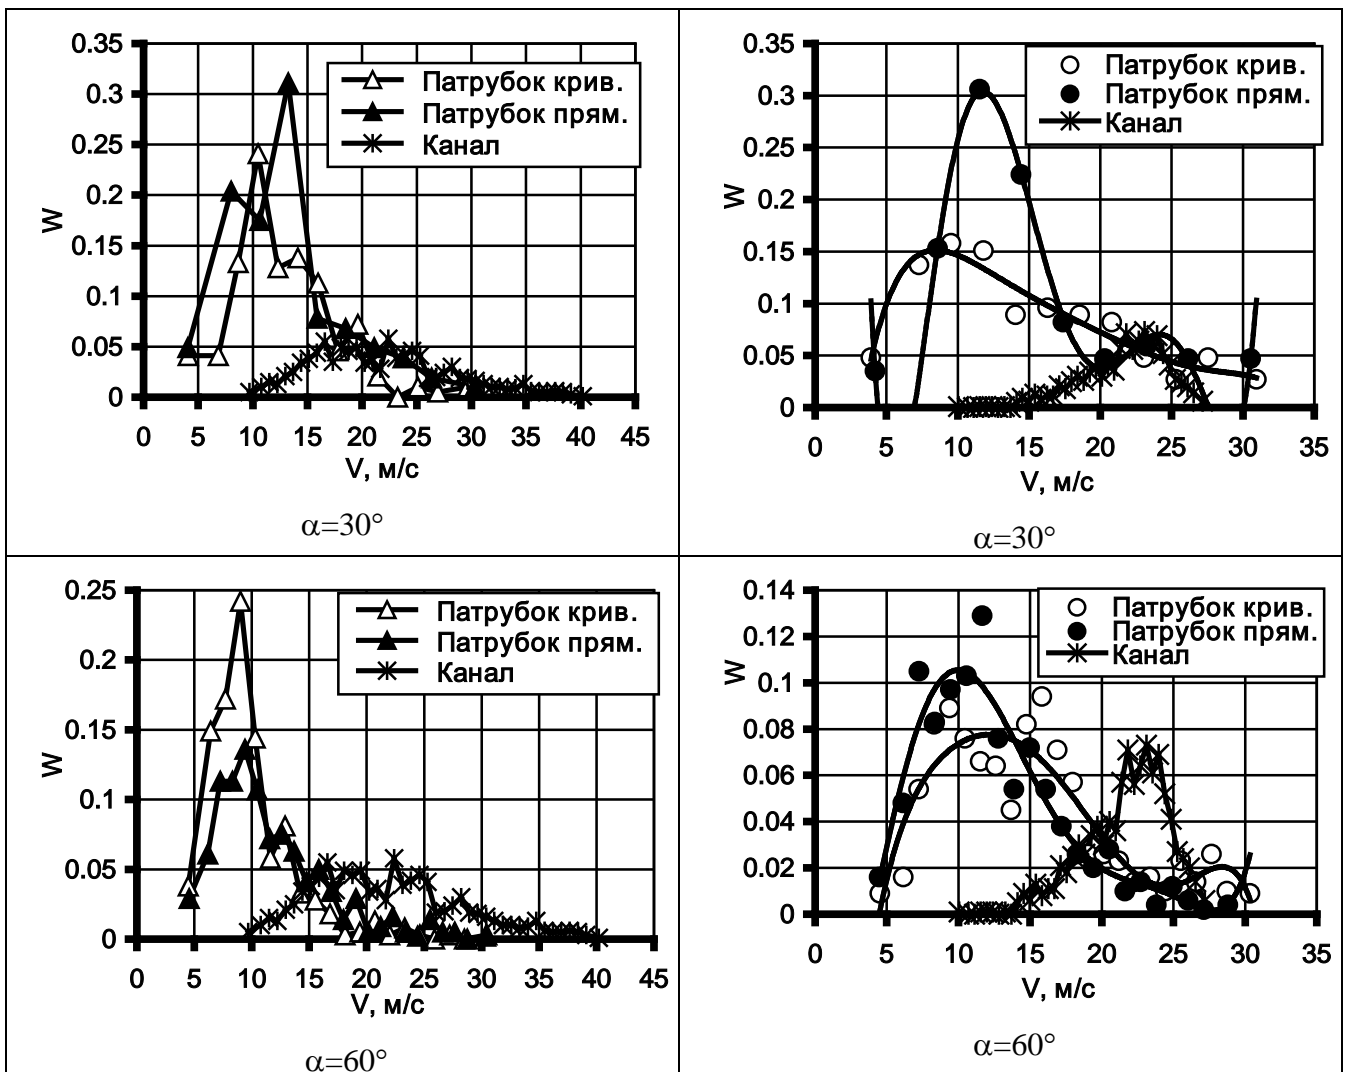 0.35
0.3
0.25
0.2
0.15
0.1
0.05
0
W
Патрубок крив.
Патрубок прям.
Канал
0 5 10 15 20 25 30 35 40 45
V, м/с
α=30°
0.35
0.3
0.25
0.2
0.15
0.1
0.05
0
W
Патрубок крив.
Патрубок прям.
Канал
0 5 10 15 20 25 30 35
V, м/с
α=30°
0.25
0.2
0.15
0.1
0.05
0
W
Патрубок крив.
Патрубок прям.
Канал
0 5 10 15 20 25 30 35 40 45
V, м/с
α=60°
0.14
0.12
0.1
0.08
0.06
0.04
0.02
0
W
Патрубок крив.
Патрубок прям.
Канал
0 5 10 15 20 25 30 35
V, м/с
α=60°